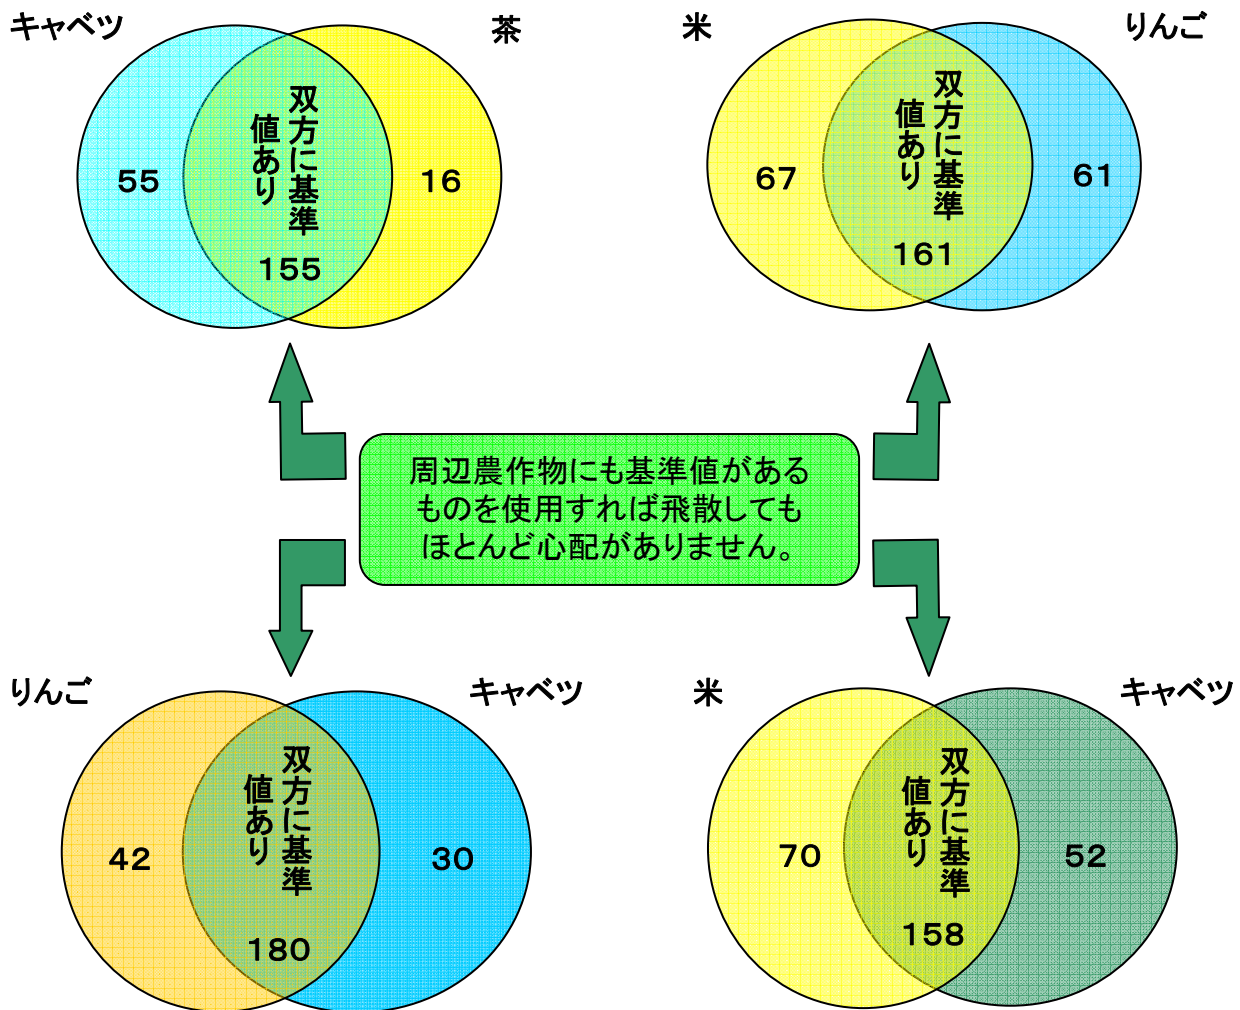 キャベツ
茶
双方に基準
値あり
55
155
16
米
りんご
双方に基準
値あり
67
161
61
周辺農作物にも基準値がある
ものを使用すれば飛散しても
ほとんど心配がありません。
りんご
キャベツ
双方に基準
値あり
42
180
30
米
キャベツ
双方に基準
値あり
70
158
52